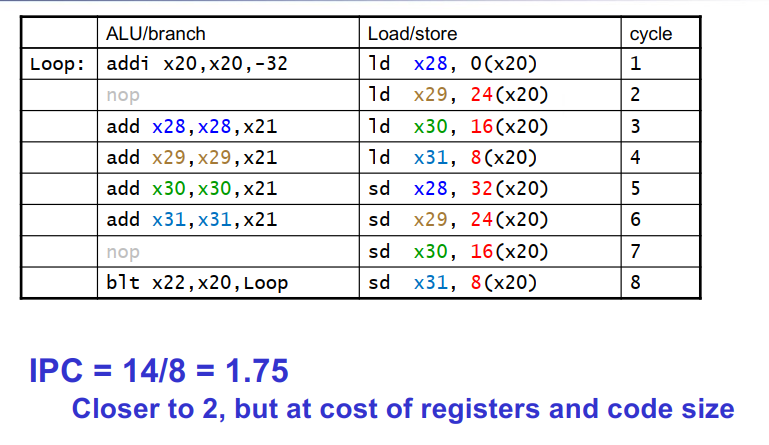 ALU/branch Load/store cycle
Loop: addi x20,x20,-32 ld x28, 0(x20) 1
nop ld x29, 24(x20) 2
add x28,x28,x21 ld x30, 16(x20) 3
add x29,x29,x21 ld x31, 8(x20) 4
add x30,x30,x21 sd x28, 32(x20) 5
add x31,x31,x21 sd x29, 24(x20) 6
nop sd x30, 16(x20) 7
blt x22,x20,Loop sd x31, 8(x20) 8
IPC = 14/8 = 1.75
Closer to 2, but at cost of registers and code size